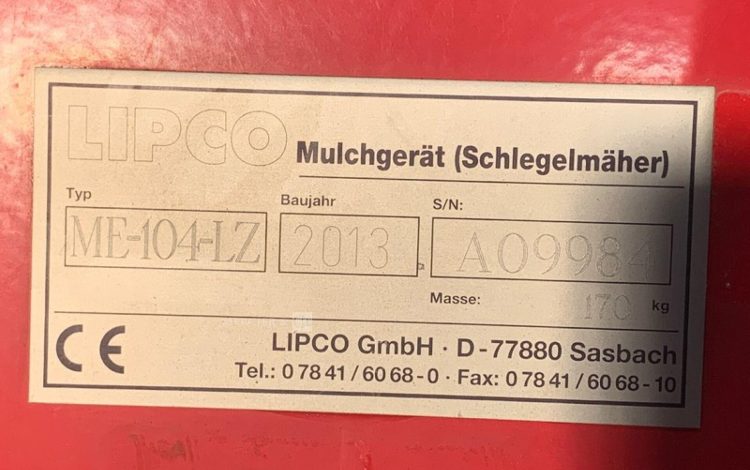 LIPCO Mulchgerät (Schlegelmäher)
Typ Baujahr S/N:
ME-104-LZ 2013 A09984
Masse: 170 kg
CE LIPCO GmbH · D-77880 Sasbach
Tel.: 0 78 41/60 68-0 · Fax: 0 78 41/60 68-10